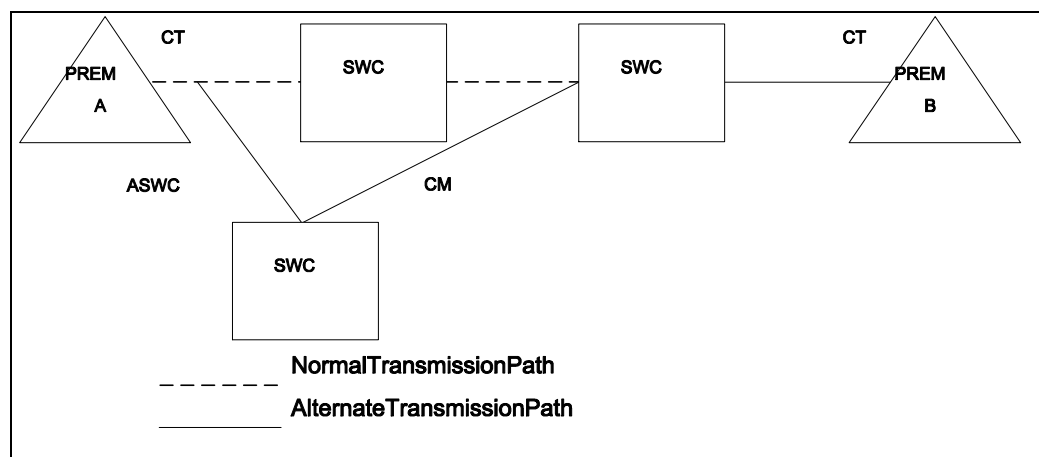 CT
CT
PREM
A
SWC
SWC
PREM
B
ASWC
CM
SWC
NormalTransmissionPath
AlternateTransmissionPath